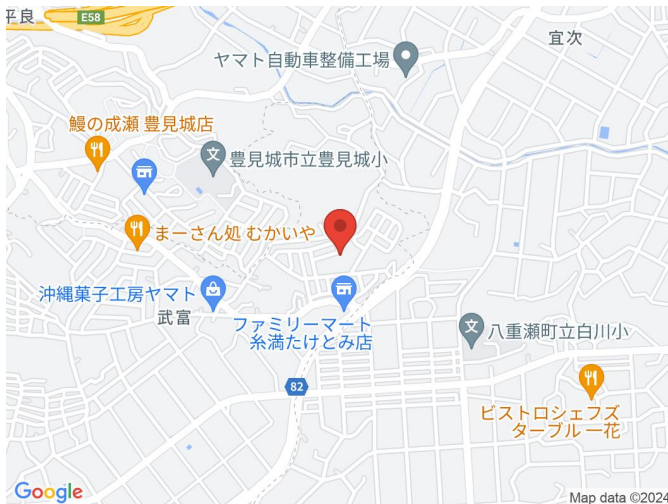 平良
E58
宜次
ヤマト自動車整備工場
鰻の成瀬 豊見城店
豊見城市立豊見城小
まーさん処 むかいや
沖縄菓子工房ヤマト
武富
ファミリーマート
糸満たけとみ店
八重瀬町立白川小
82
ビストロシェフズ
ターブル 一花
Google
Map data ©2024